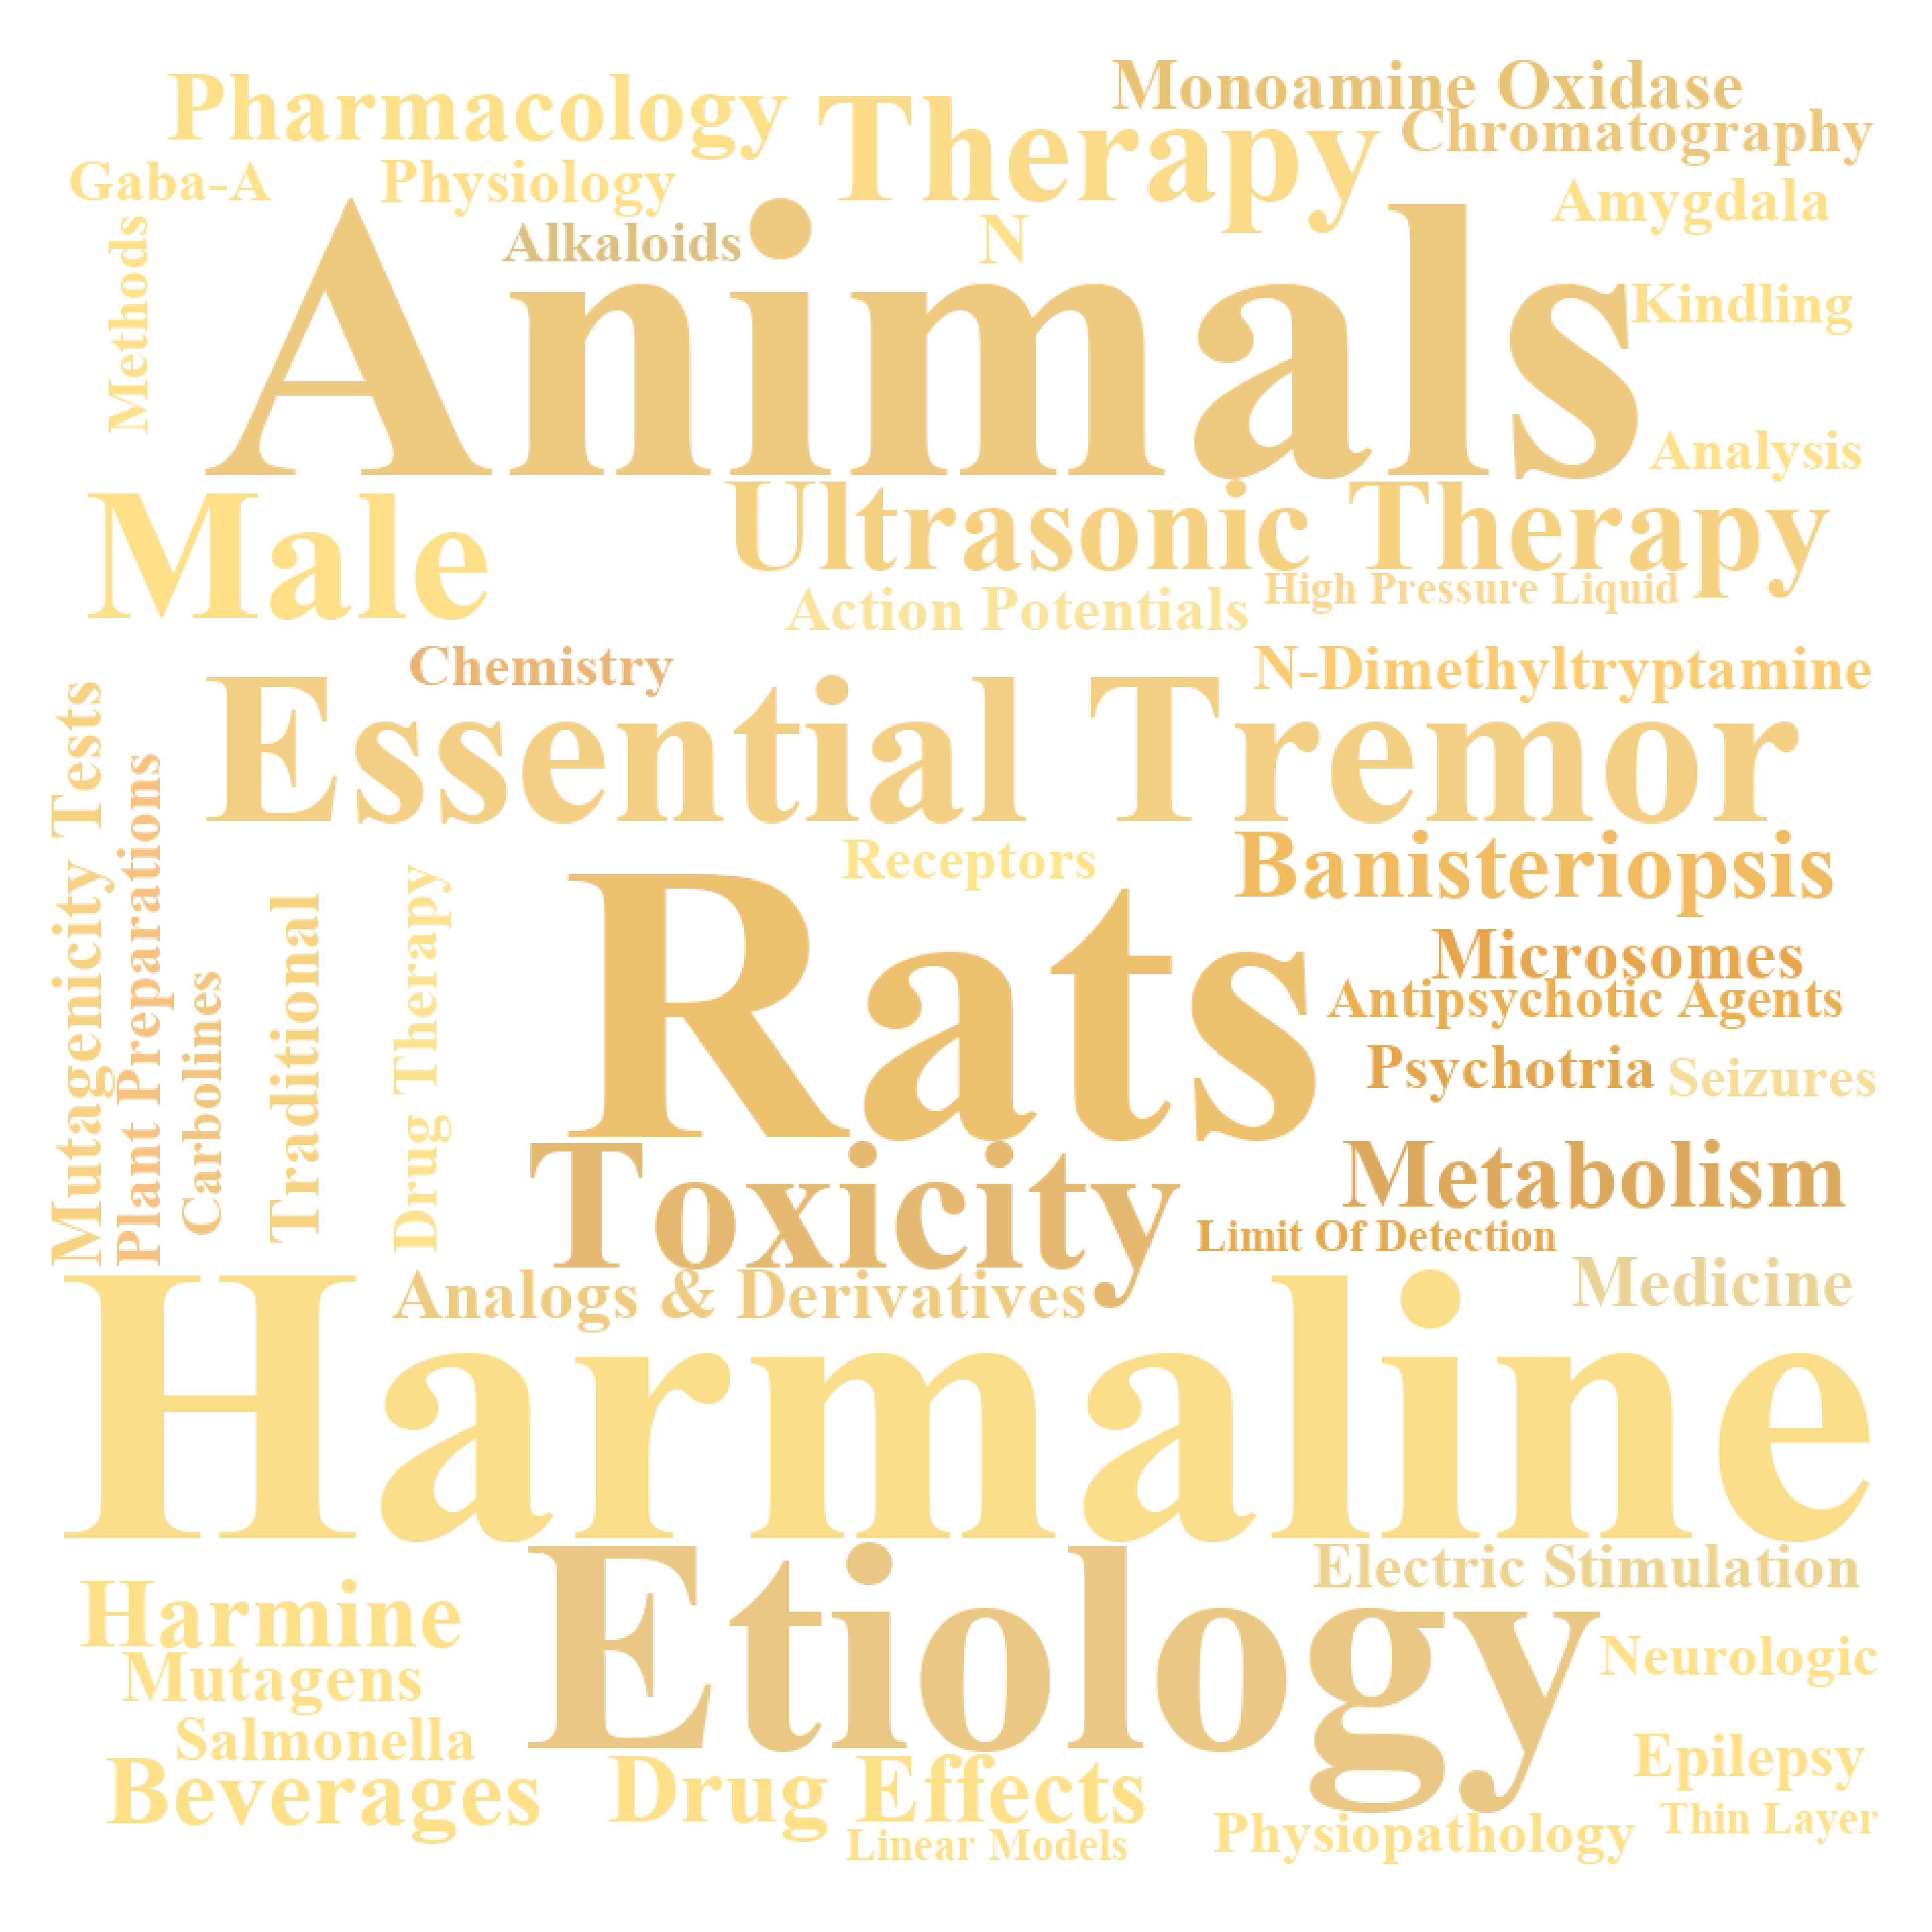 Monoamine Oxidase
Pharmacology
Therapy
Chromatography
Gaba-A
Physiology
Amygdala
Alkaloids
N
Methods
Animals
Kindling
Analysis
Male
Ultrasonic Therapy
Action Potentials
High Pressure Liquid
Chemistry
N-Dimethyltryptamine
Essential Tremor
Mutagenicity Tests
Plant Preparations
Carbolines
Traditional
Drug Therapy
Receptors
Banisteriopsis
Rats
Microsomes
Antipsychotic Agents
Psychotria
Seizures
Toxicity
Metabolism
Limit Of Detection
Analogs & Derivatives
Medicine
Harmaline
Electric Stimulation
Etiology
Harmine
Neurologic
Mutagens
Salmonella
Epilepsy
Beverages
Drug Effects
Thin Layer
Linear Models
Physiopathology